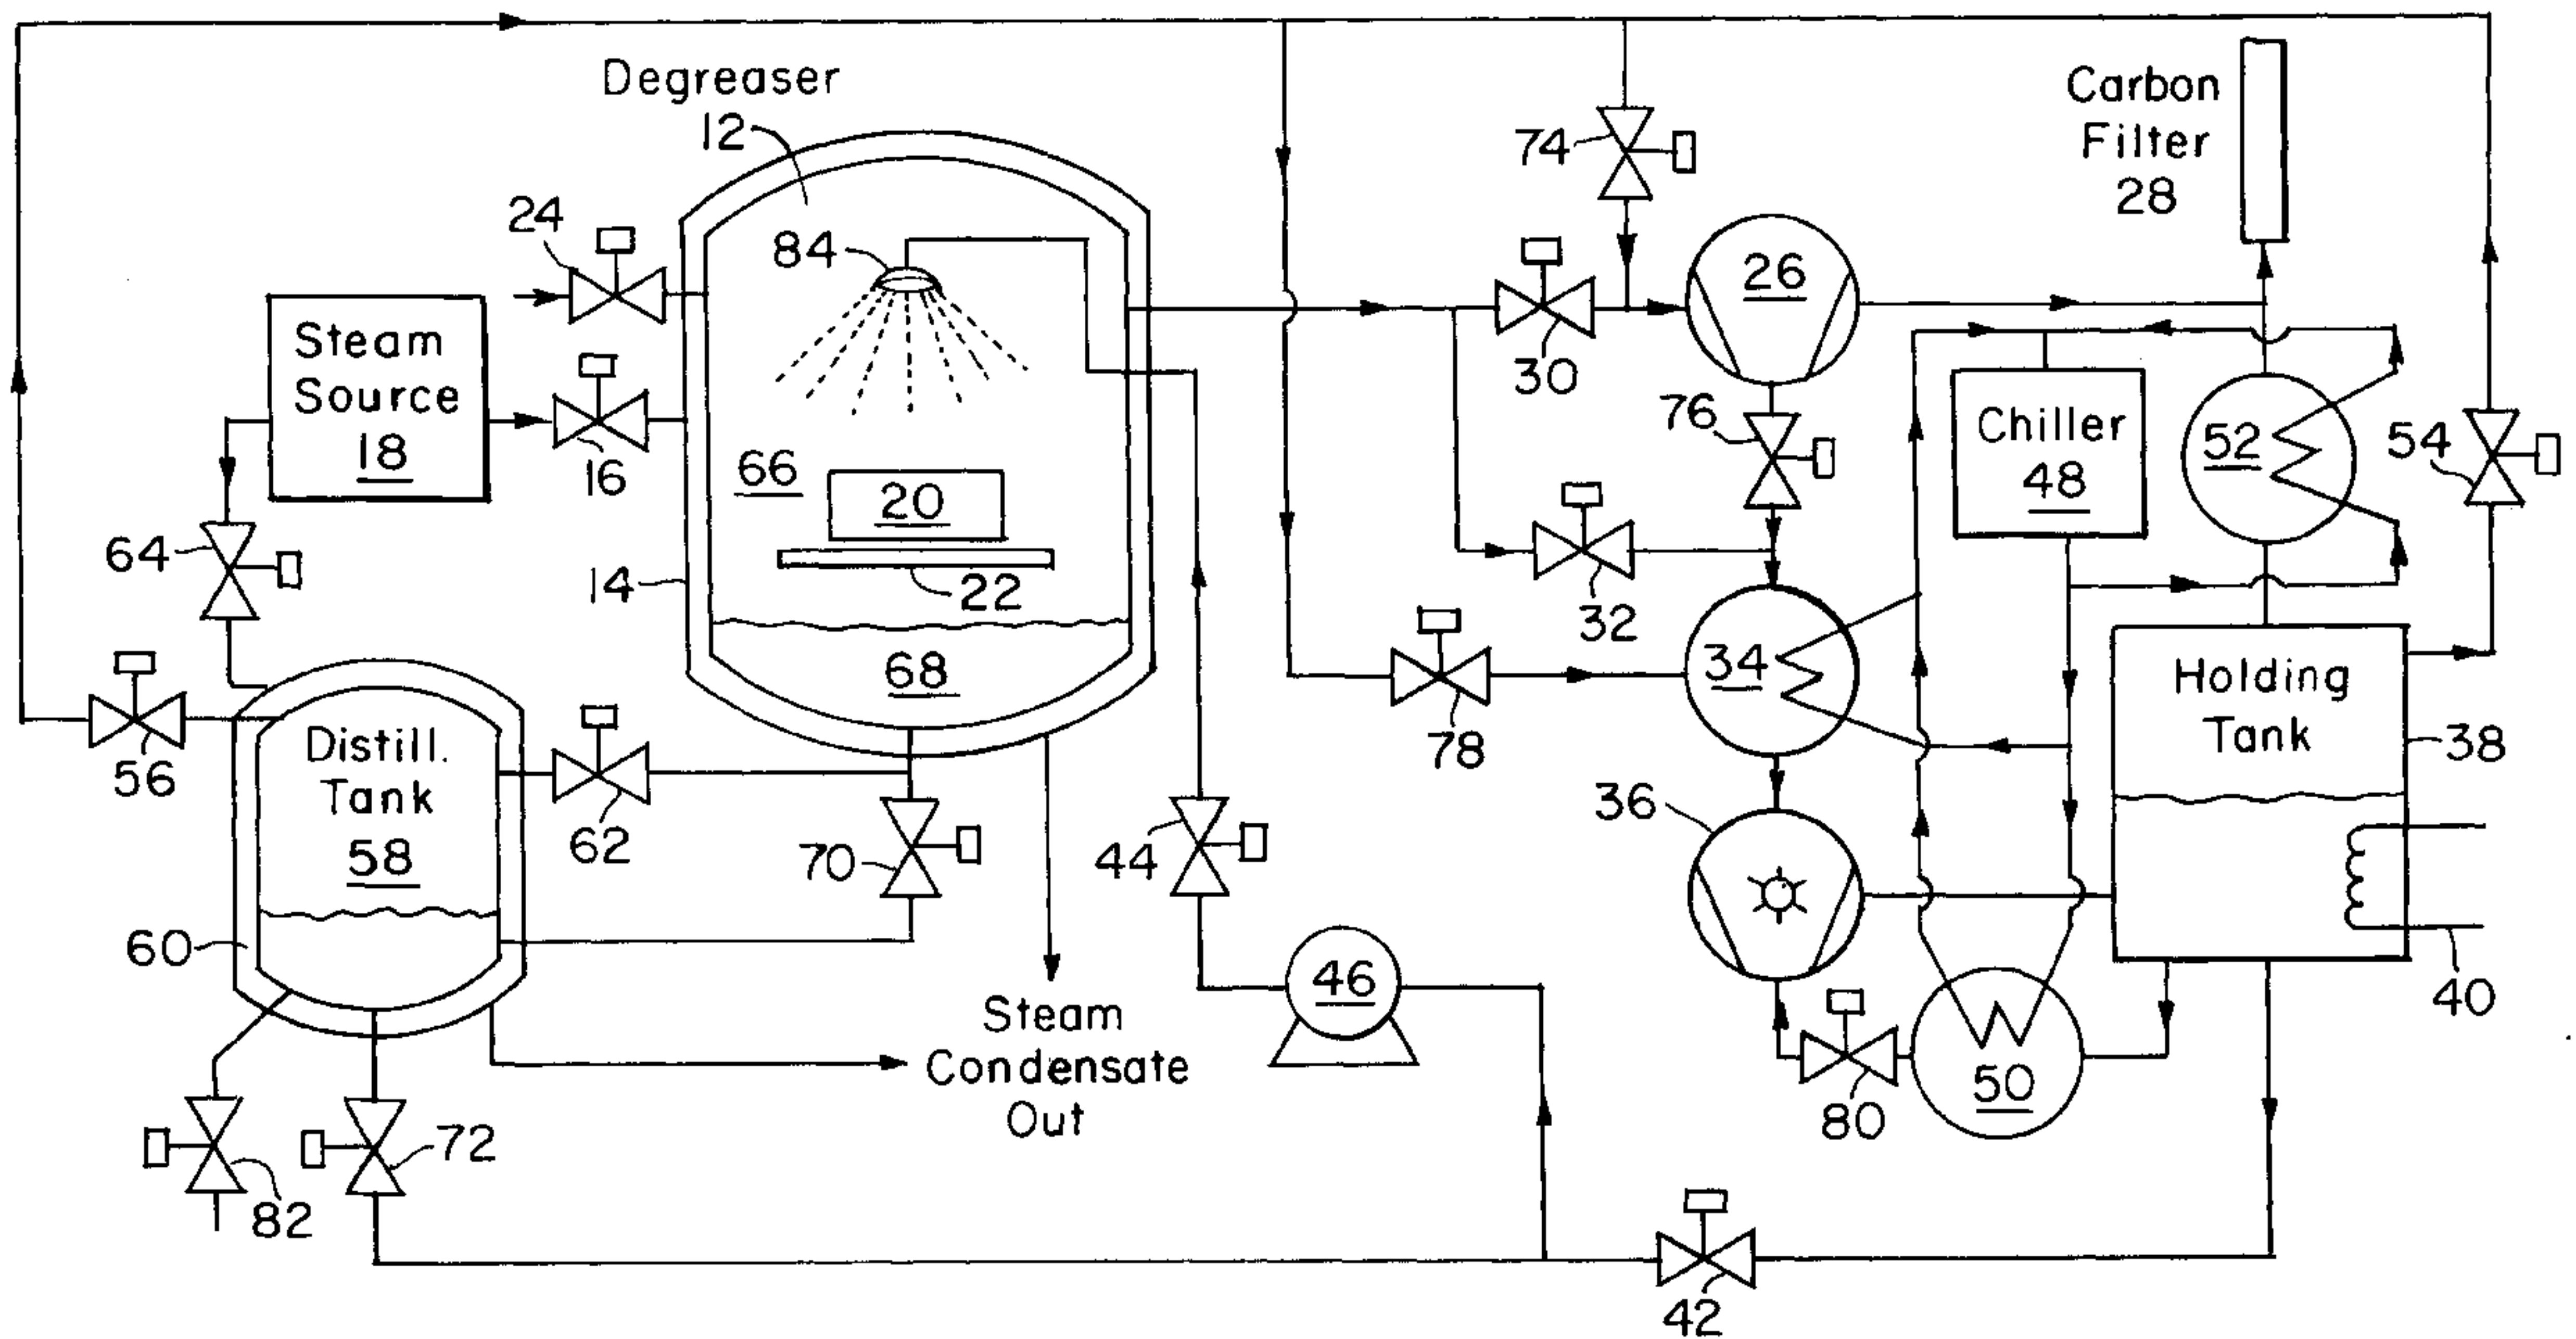 Degreaser
12
24
84
Steam
Source
18
16
64
66
20
22
14
68
56
Distill.
Tank
58
60
62
70
44
82
72
Steam
Condensate
Out
46
74
30
26
76
32
34
78
36
Carbon
Filter
28
Chiller
48
52
54
Holding
Tank
38
40
50
80
42